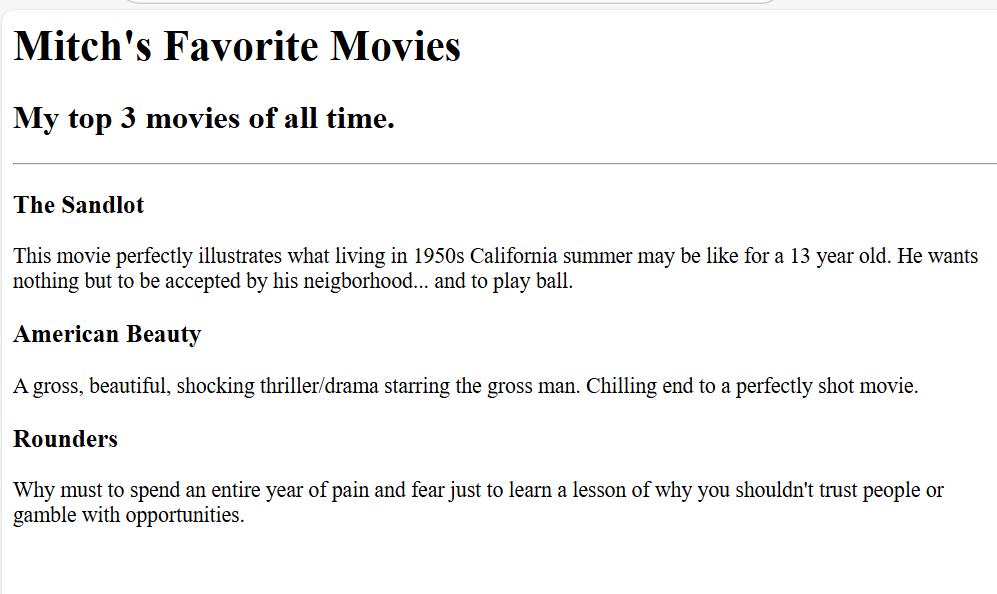 Mitch's Favorite Movies
My top 3 movies of all time.
The Sandlot
This movie perfectly illustrates what living in 1950s California summer may be like for a 13 year old. He wants
nothing but to be accepted by his neigborhood... and to play ball.
American Beauty
A gross, beautiful, shocking thriller/drama starring the gross man. Chilling end to a perfectly shot movie.
Rounders
Why must to spend an entire year of pain and fear just to learn a lesson of why you shouldn't trust people or
gamble with opportunities.